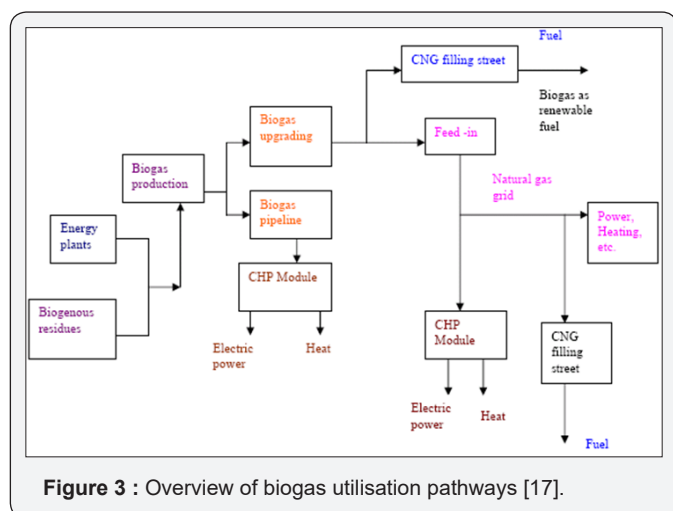 Fuel
CNG filling street
Biogas as
renewable
fuel
Biogas
upgrading
Feed -in
Biogas
production
Natural gas
grid
Biogas
pipeline
Power,
Heating,
etc.
Energy
plants
CHP Module
Biogenous
residues
CHP
Module
CNG
filling
street
Electric
power
Heat
Electric
power
Heat
Fuel
Figure 3 : Overview of biogas utilisation pathways [17].